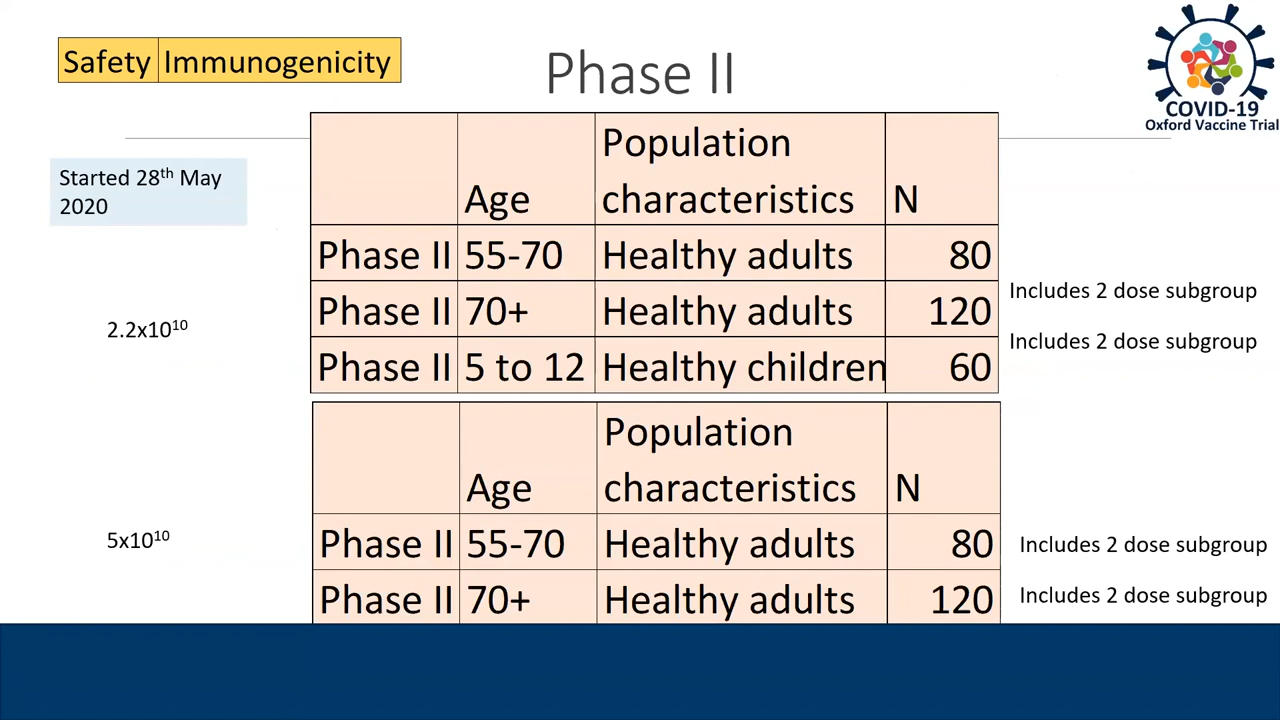 Safety Immunogenicity
Phase II
COVID-19
Oxford Vaccine Trial
Started 28th May
2020
Population
Age characteristics N
Phase II 55-70 Healthy adults 80
Includes 2 dose subgroup
2.2x10¹⁰
Phase II 70+ Healthy adults 120
Includes 2 dose subgroup
Phase II 5 to 12 Healthy children 60
Population
Age characteristics N
5x10¹⁰
Phase II 55-70 Healthy adults 80 Includes 2 dose subgroup
Phase II 70+ Healthy adults 120 Includes 2 dose subgroup